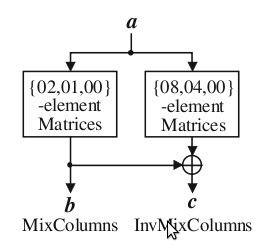 a
{02,01,00} {08,04,00}
-element -element
Matrices Matrices
b c
MixColumns InvMixColumns